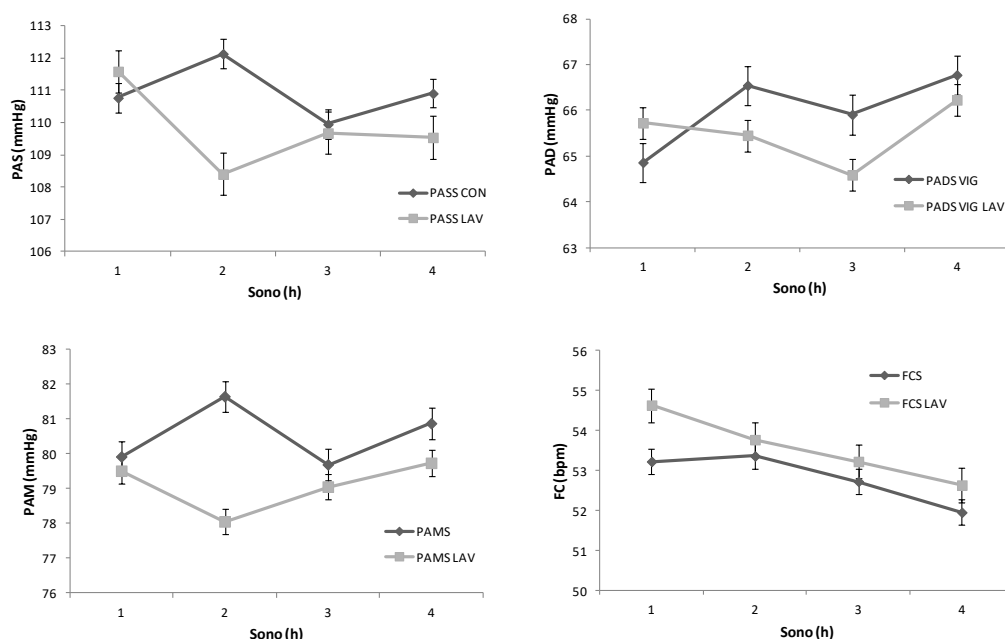 113
112
111
110
109
108
107
106
PAS (mmHg)
PASS CON
PASS LAV
1 2 3 4
Sono (h)
68
67
66
65
64
63
PAD (mmHg)
PADS VIG
PADS VIG LAV
1 2 3 4
Sono (h)
83
82
81
80
79
78
77
76
PAM (mmHg)
PAMS
PAMS LAV
1 2 3 4
Sono (h)
56
55
54
53
52
51
50
FC (bpm)
FCS
FCS LAV
1 2 3 4
Sono (h)